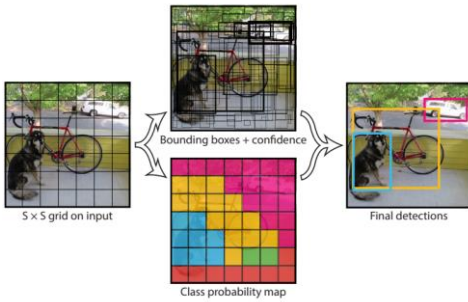 Bounding boxes + confidence
S × S grid on input
Final detections
Class probability map